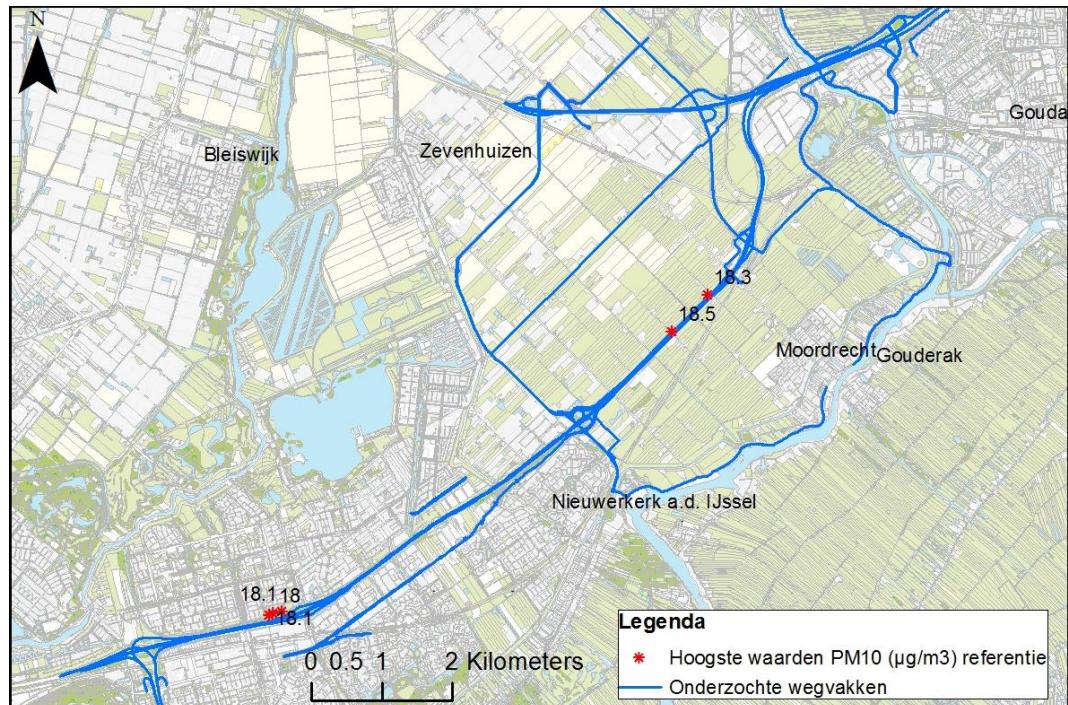 N
Gouda
Bleiswijk
Zevenhuizen
18.3
18.5
Moordrecht
Gouderak
Nieuwerkerk a.d. IJssel
18.1
18
18.1
0 0.5 1 2 Kilometers
Legenda
Hoogste waarden PM10 (µg/m3) referentie
Onderzochte wegvakken